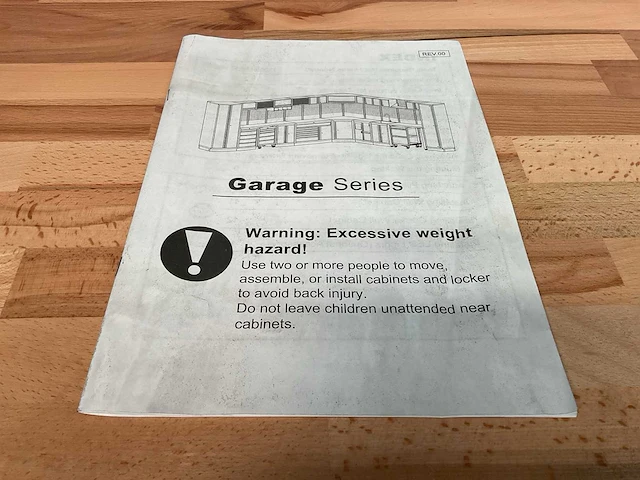 REV.00
Garage Series
Warning: Excessive weight
hazard!
Use two or more people to move,
assemble, or install cabinets and locker
to avoid back injury.
Do not leave children unattended near
cabinets.